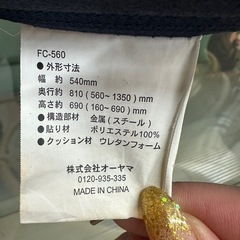 FC-560
●外形寸法
幅 約 540mm
奥行約 810(560~1350)mm
高さ約 690(160~690)mm
●構造部材 金属(スチール)
●貼り材 ポリエステル100%
●クッション材 ウレタンフォーム
株式会社オーヤマ
0120-935-335
MADE IN CHINA